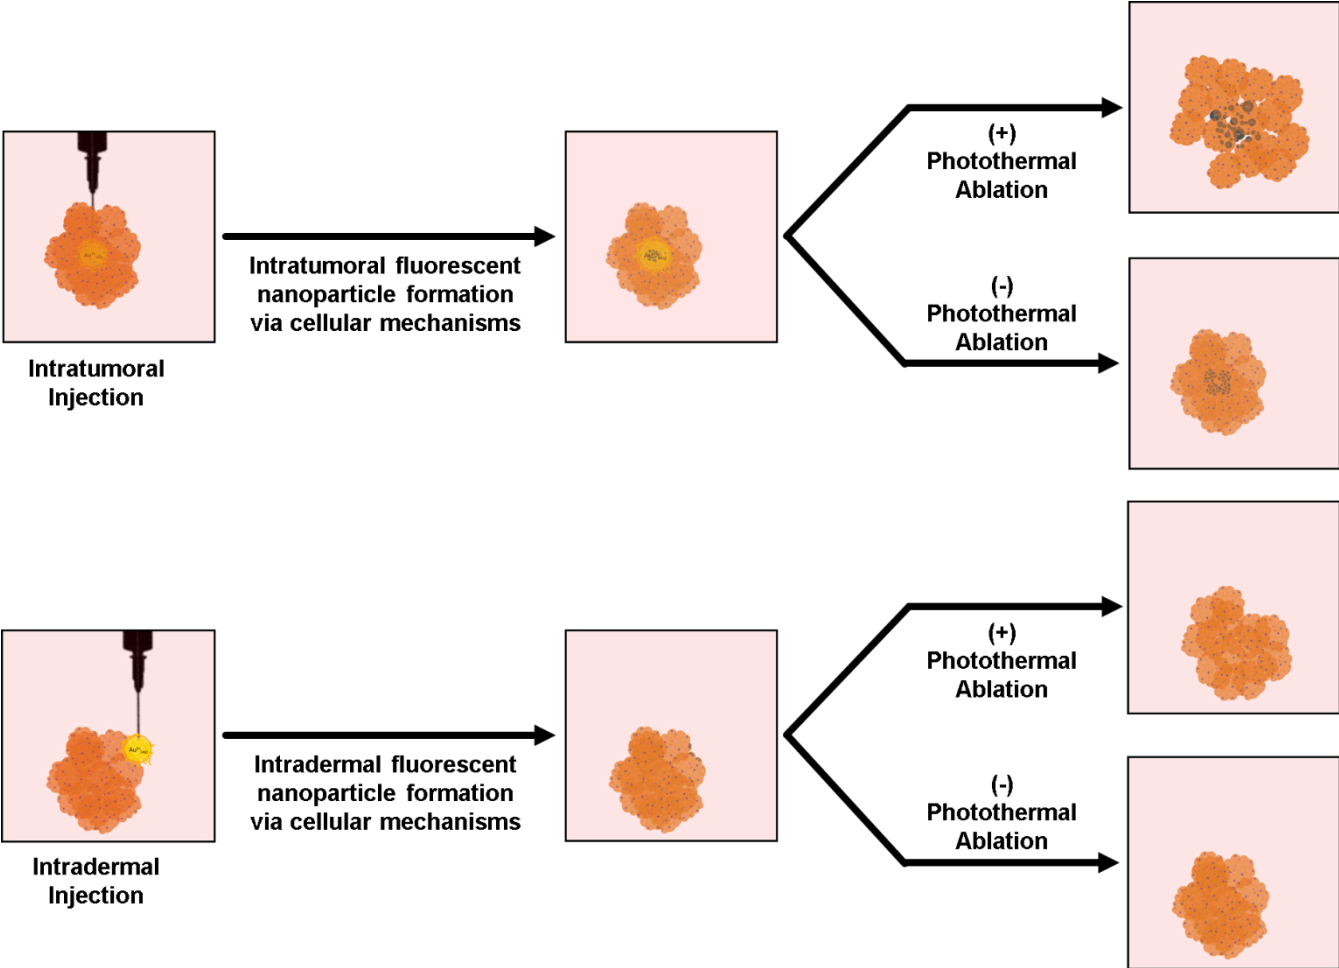 Intratumoral
Injection
Intratumoral fluorescent
nanoparticle formation
via cellular mechanisms
(+)
Photothermal
Ablation
(-)
Photothermal
Ablation
Intradermal
Injection
Intradermal fluorescent
nanoparticle formation
via cellular mechanisms
(+)
Photothermal
Ablation
(-)
Photothermal
Ablation